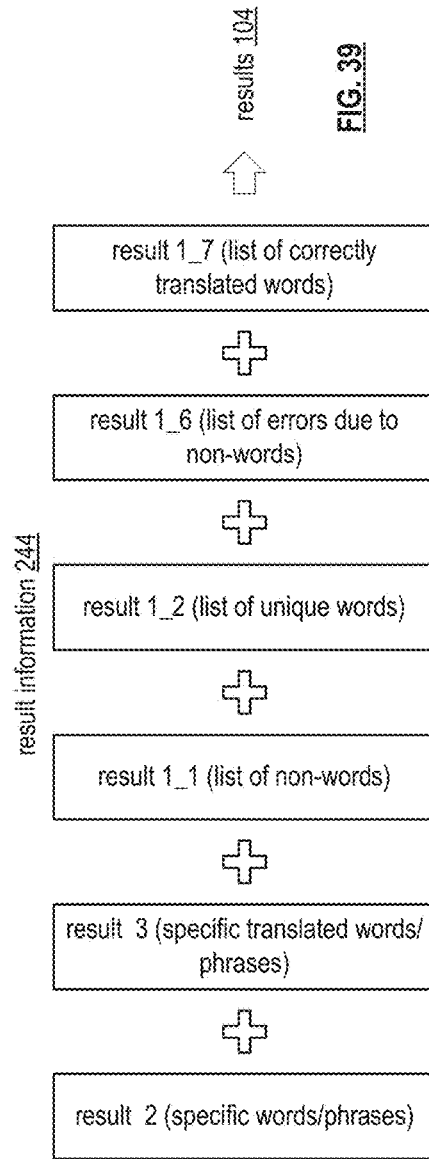 result information 244
result 2 (specific words/phrases)
result 3 (specific translated words/
phrases)
result 1_1 (list of non-words)
result 1_2 (list of unique words)
result 1_6 (list of errors due to
non-words)
result 1_7 (list of correctly
translated words)
results 104
FIG. 39